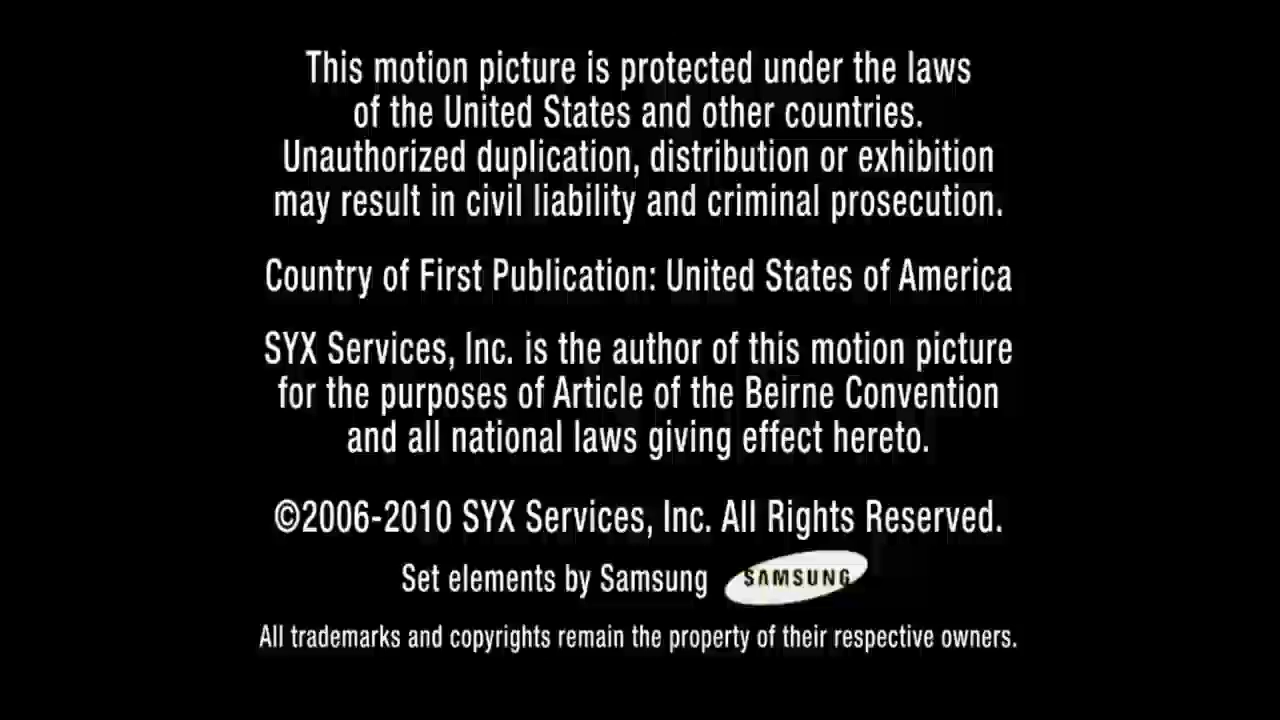 This motion picture is protected under the laws
of the United States and other countries.
Unauthorized duplication, distribution or exhibition
may result in civil liability and criminal prosecution.
Country of First Publication: United States of America
SYX Services, Inc. is the author of this motion picture
for the purposes of Article of the Beirne Convention
and all national laws giving effect hereto.
©2006-2010 SYX Services, Inc. All Rights Reserved.
Set elements by Samsung SAMSUNG
All trademarks and copyrights remain the property of their respective owners.